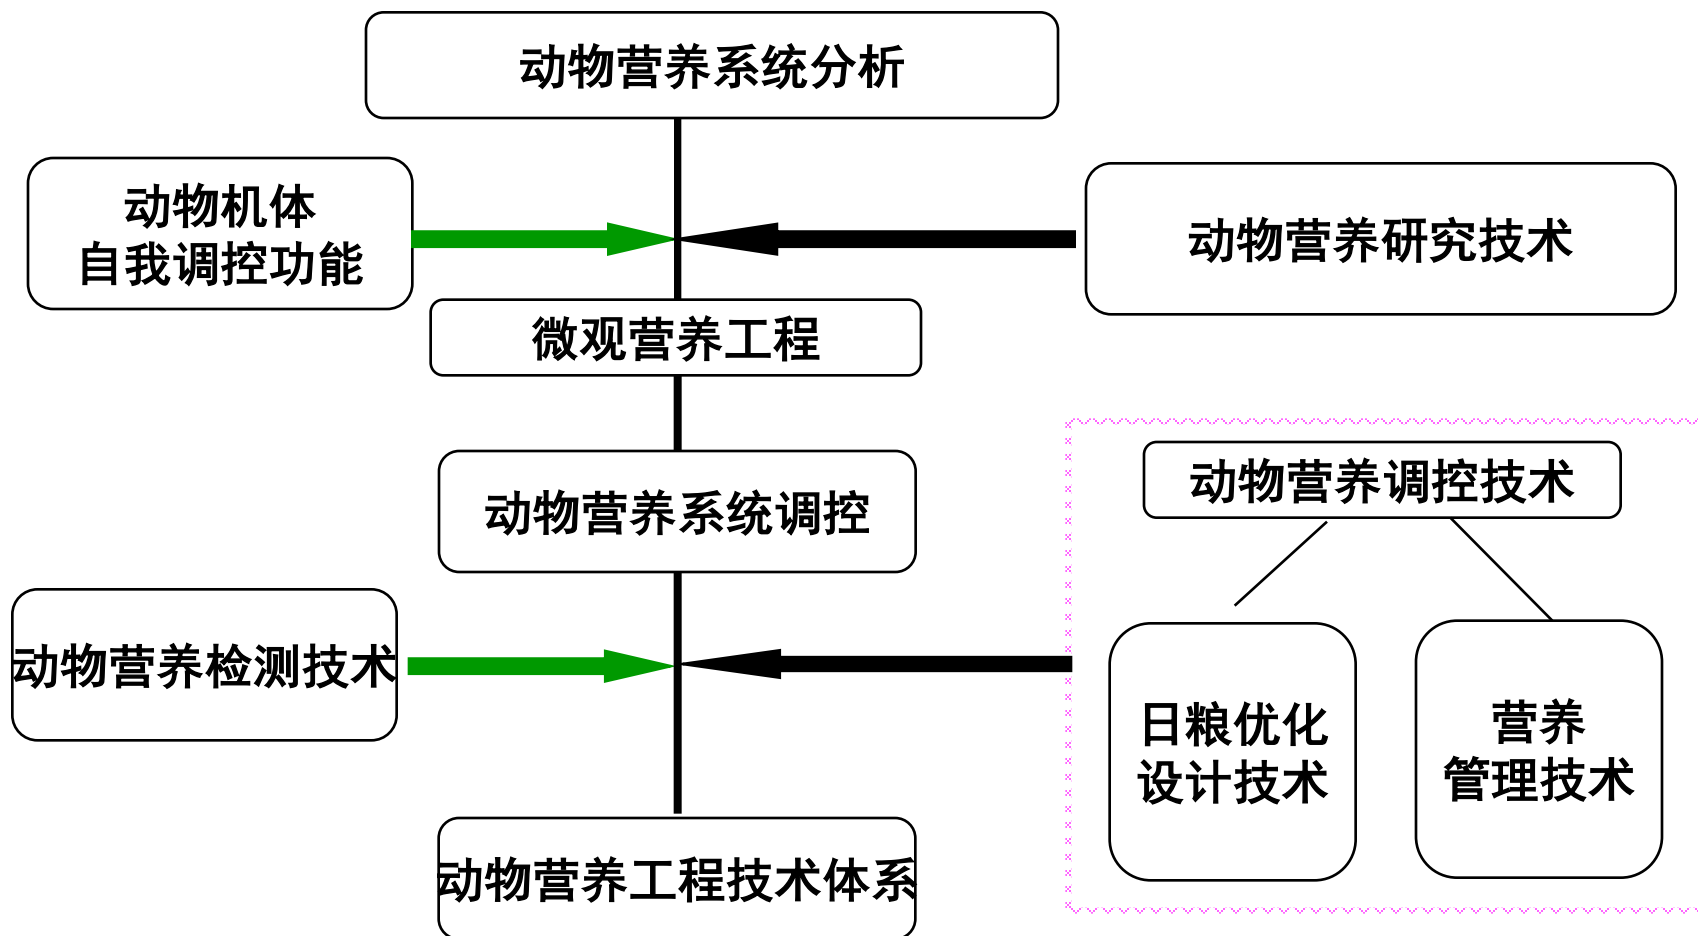 动物营养系统分析
动物机体
自我调控功能
动物营养研究技术
微观营养工程
动物营养调控技术
动物营养系统调控
动物营养检测技术
日粮优化
设计技术
营养
管理技术
动物营养工程技术体系